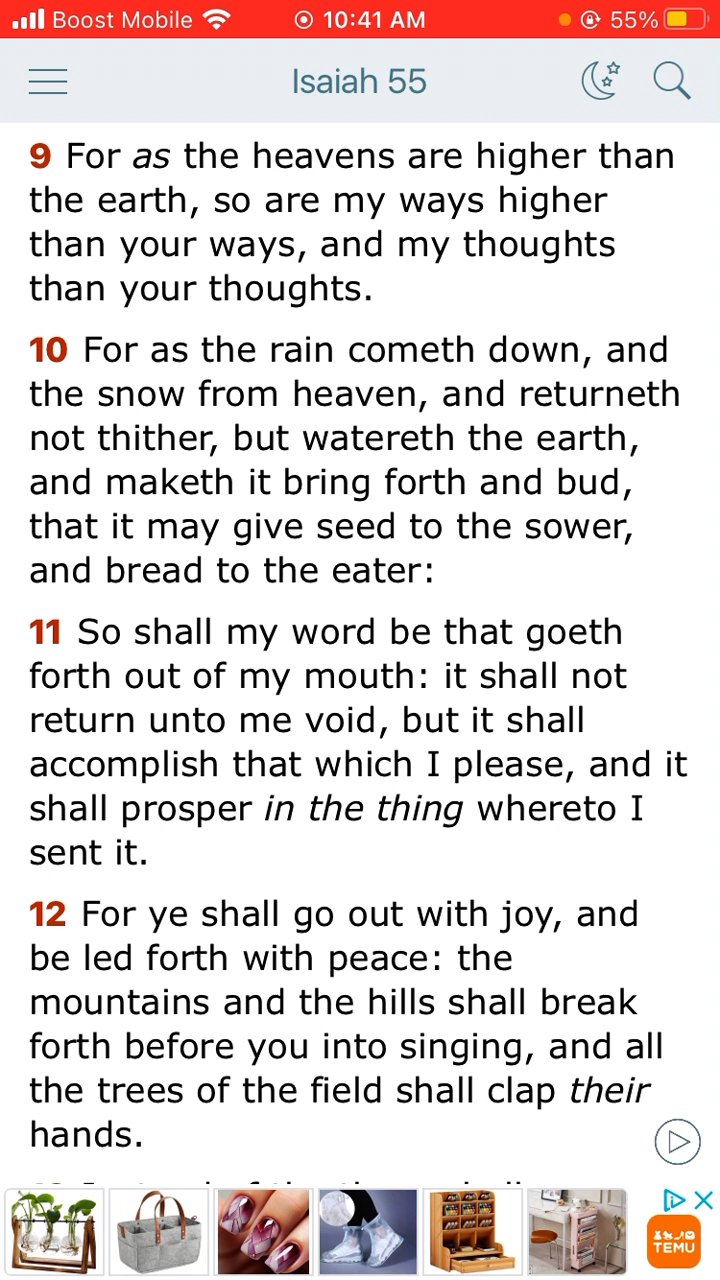 Boost Mobile 10:41 AM 55%
Isaiah 55
9 For as the heavens are higher than
the earth, so are my ways higher
than your ways, and my thoughts
than your thoughts.
10 For as the rain cometh down, and
the snow from heaven, and returneth
not thither, but watereth the earth,
and maketh it bring forth and bud,
that it may give seed to the sower,
and bread to the eater:
11 So shall my word be that goeth
forth out of my mouth: it shall not
return unto me void, but it shall
accomplish that which I please, and it
shall prosper in the thing whereto I
sent it.
12 For ye shall go out with joy, and
be led forth with peace: the
mountains and the hills shall break
forth before you into singing, and all
the trees of the field shall clap their
hands.
TEMU